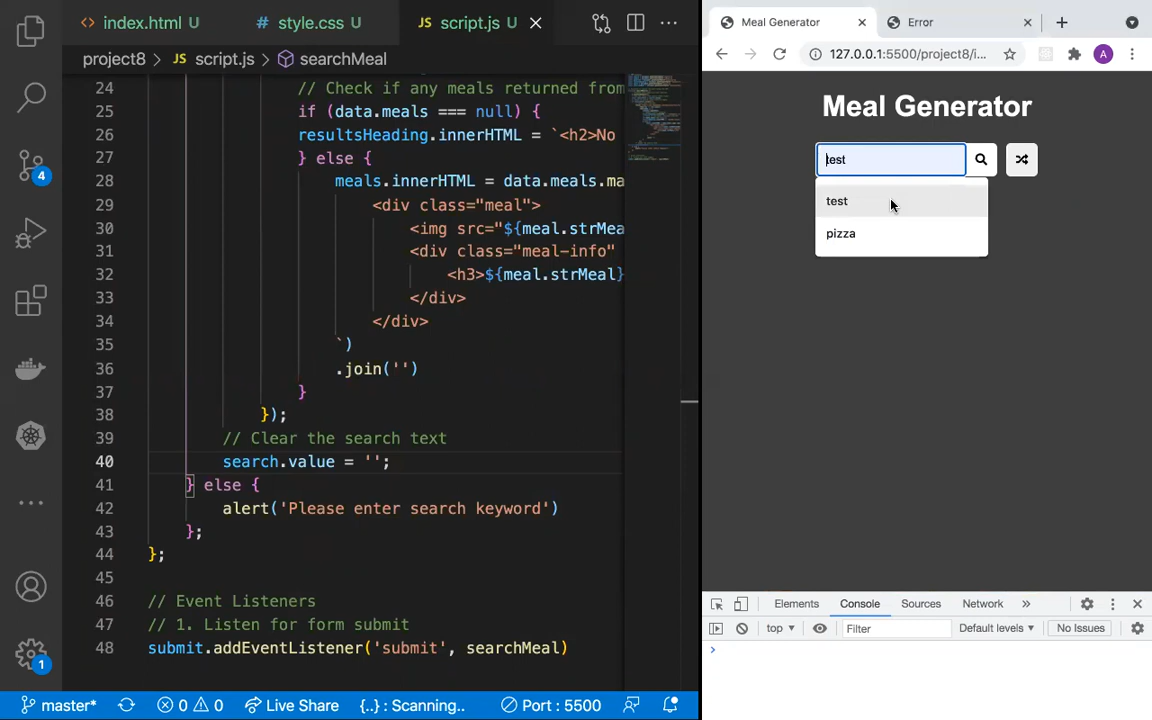 index.html U
# style.css U
JS script.js U
project8 > JS script.js > searchMeal
24 // Check if any meals returned from
25 if (data.meals === null) {
26 resultsHeading.innerHTML = `<h2>No
27 } else {
28 meals.innerHTML = data.meals.ma
29 <div class="meal">
30 <img src="${meal.strMea
31 <div class="meal-info"
32 <h3>${meal.strMeal}
33 </div>
34 </div>
35 `)
36 .join('')
37 }
38 });
39 // Clear the search text
40 search.value = '';
41 } else {
42 alert('Please enter search keyword')
43 };
44 };
45
46 // Event Listeners
47 // 1. Listen for form submit
48 submit.addEventListener('submit', searchMeal)
4
1
master*
0 0
Live Share
{..} : Scanning..
Port : 5500
Meal Generator
Error
127.0.0.1:5500/project8/i...
A
Meal Generator
test
test
pizza
Elements Console Sources Network »
top Filter Default levels No Issues
>